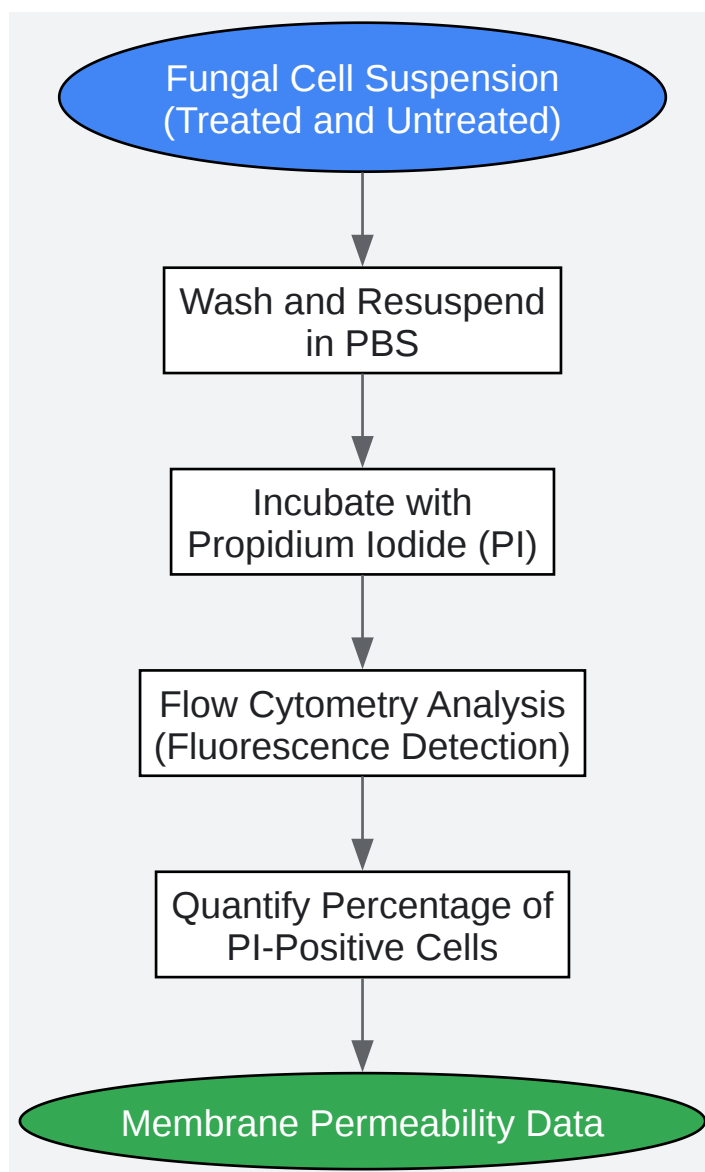 Fungal Cell Suspension
(Treated and Untreated)
Wash and Resuspend
in PBS
Incubate with
Propidium Iodide (PI)
Flow Cytometry Analysis
(Fluorescence Detection)
Quantify Percentage of
PI-Positive Cells
Membrane Permeability Data